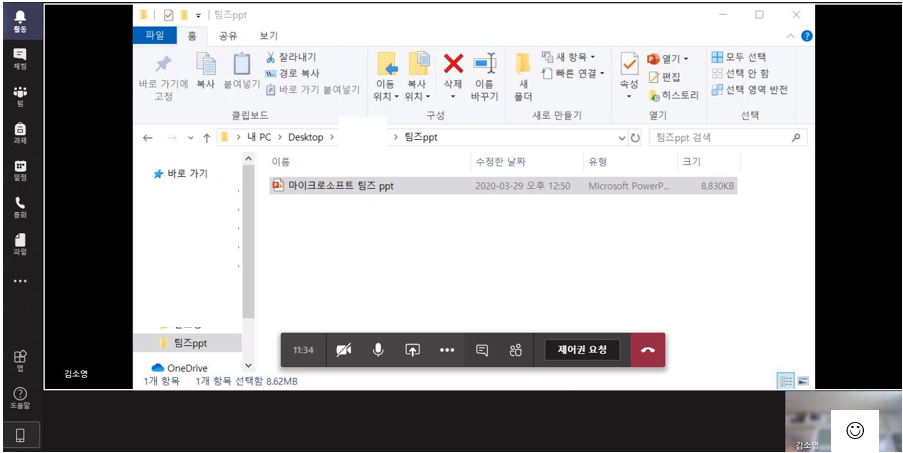 활동
채팅
팀
과제
일정
통화
파일
앱
도움말
팀즈ppt
파일 홈 공유 보기
바로 가기에 고정
복사
붙여넣기
잘라내기
경로 복사
바로 가기 붙여넣기
클립보드
이동 위치
복사 위치
삭제
이름 바꾸기
구성
새 폴더
새 항목
빠른 연결
새로 만들기
속성
열기
편집
히스토리
열기
모두 선택
선택 안 함
선택 영역 반전
선택
내 PC > Desktop > > 팀즈ppt
팀즈ppt 검색
이름 수정한 날짜 유형 크기
바로 가기
마이크로소프트 팀즈 ppt 2020-03-29 오후 12:50 Microsoft PowerP... 8,830KB
팀즈ppt
OneDrive
11:34
제어권 요청
1개 항목 1개 항목 선택함 8.62MB
김소영
김소영